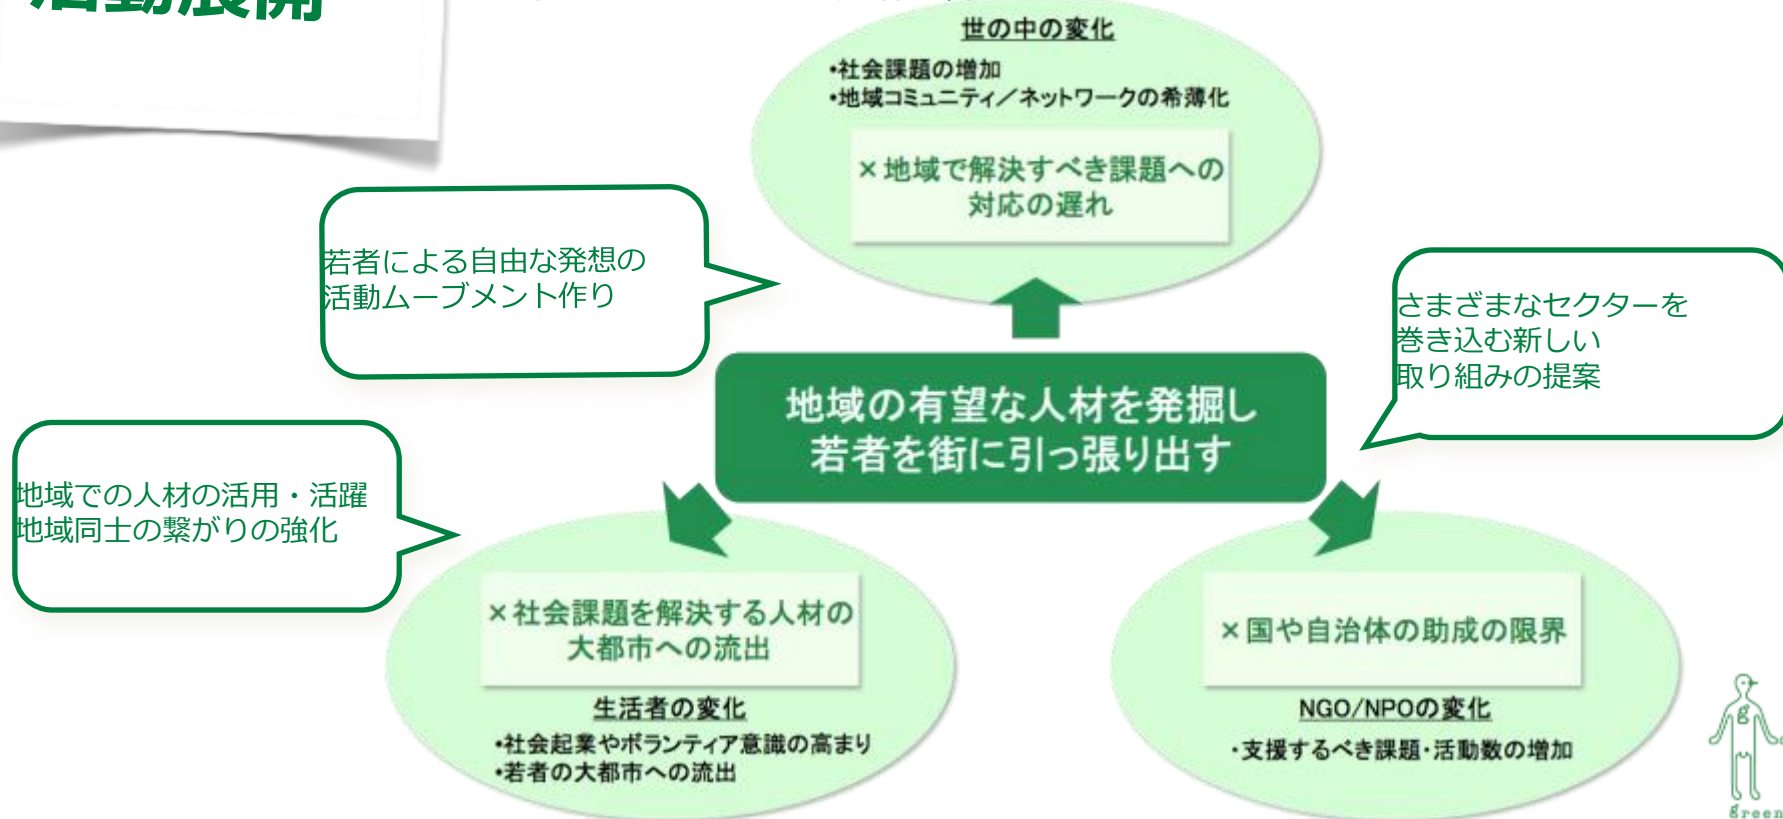 活動展開
世の中の変化
・社会課題の増加
・地域コミュニティ/ネットワークの希薄化
×地域で解決すべき課題への
対応の遅れ
若者による自由な発想の
活動ムーブメント作り
さまざまなセクターを
巻き込む新しい
取り組みの提案
地域の有望な人材を発掘し
若者を街に引っ張り出す
地域での人材の活用・活躍
地域同士の繋がりの強化
×社会課題を解決する人材の
大都市への流出
生活者の変化
・社会起業やボランティア意識の高まり
・若者の大都市への流出
×国や自治体の助成の限界
NGO/NPOの変化
・支援するべき課題・活動数の増加
g
green